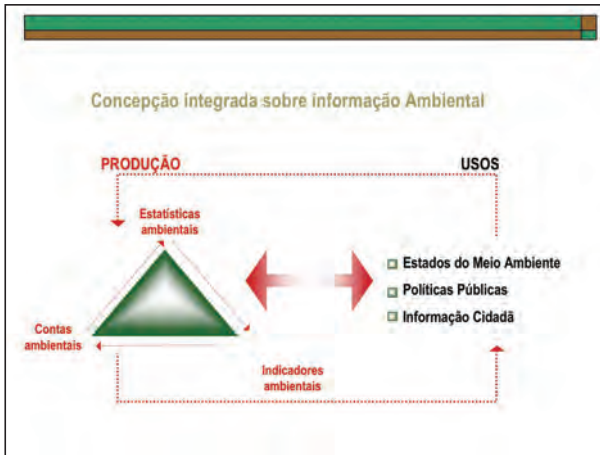 Concepção integrada sobre informação Ambiental
PRODUÇÃO
USOS
Estatísticas
ambientais
Contas
ambientais
Indicadores
ambientais
Estados do Meio Ambiente
Políticas Públicas
Informação Cidadã